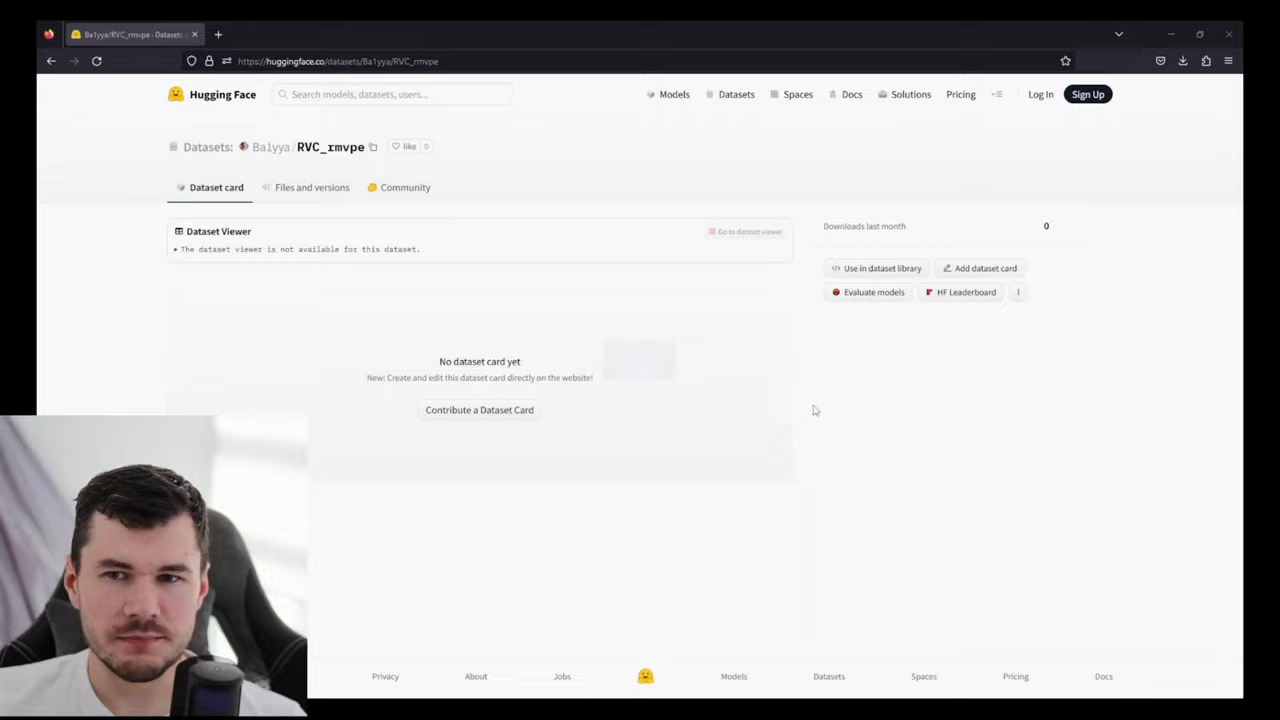 Ba1yya/RVC_rmvpe · Datasets
https://huggingface.co/datasets/Ba1yya/RVC_rmvpe
Hugging Face
Search models, datasets, users...
Models
Datasets
Spaces
Docs
Solutions
Pricing
Log In
Sign Up
Datasets: Ba1yya/RVC_rmvpe
like 0
Dataset card
Files and versions
Community
Dataset Viewer
Go to dataset viewer
The dataset viewer is not available for this dataset.
Downloads last month
0
Use in dataset library
Add dataset card
Evaluate models
HF Leaderboard
No dataset card yet
New: Create and edit this dataset card directly on the website!
Contribute a Dataset Card
Privacy
About
Jobs
Models
Datasets
Spaces
Pricing
Docs